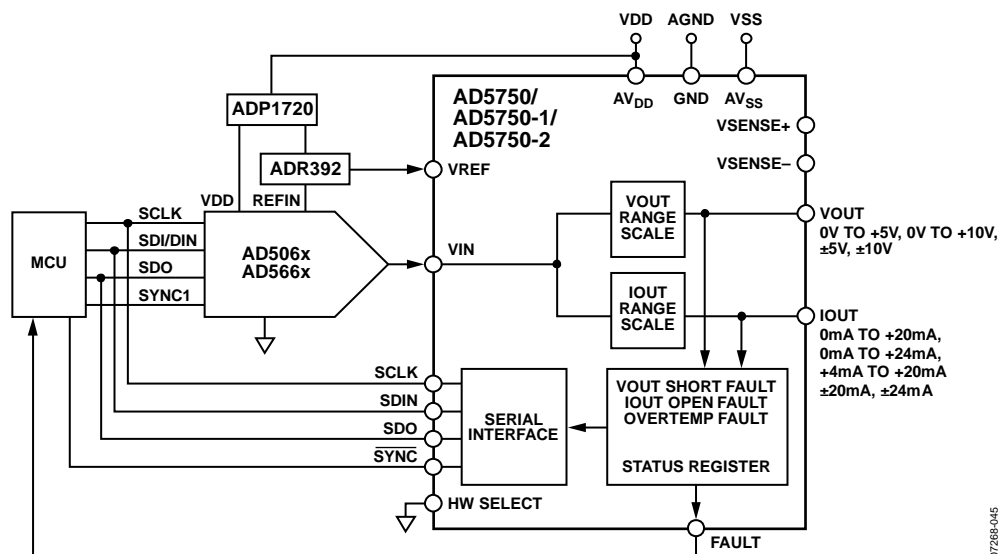 VDD AGND VSS
AVDD GND AVSS
AD5750/
AD5750-1/
AD5750-2
VSENSE+
VSENSE–
ADP1720
ADR392
VREF
VDD REFIN
MCU
SCLK
SDI/DIN
SDO
SYNC1
AD506x
AD566x
VIN
VOUT
RANGE
SCALE
IOUT
RANGE
SCALE
VOUT
0V TO +5V, 0V TO +10V,
±5V, ±10V
IOUT
0mA TO +20mA,
0mA TO +24mA,
+4mA TO +20mA
±20mA, ±24mA
SCLK
SDIN
SDO
SYNC
HW SELECT
SERIAL
INTERFACE
VOUT SHORT FAULT
IOUT OPEN FAULT
OVERTEMP FAULT
STATUS REGISTER
FAULT
07268-045